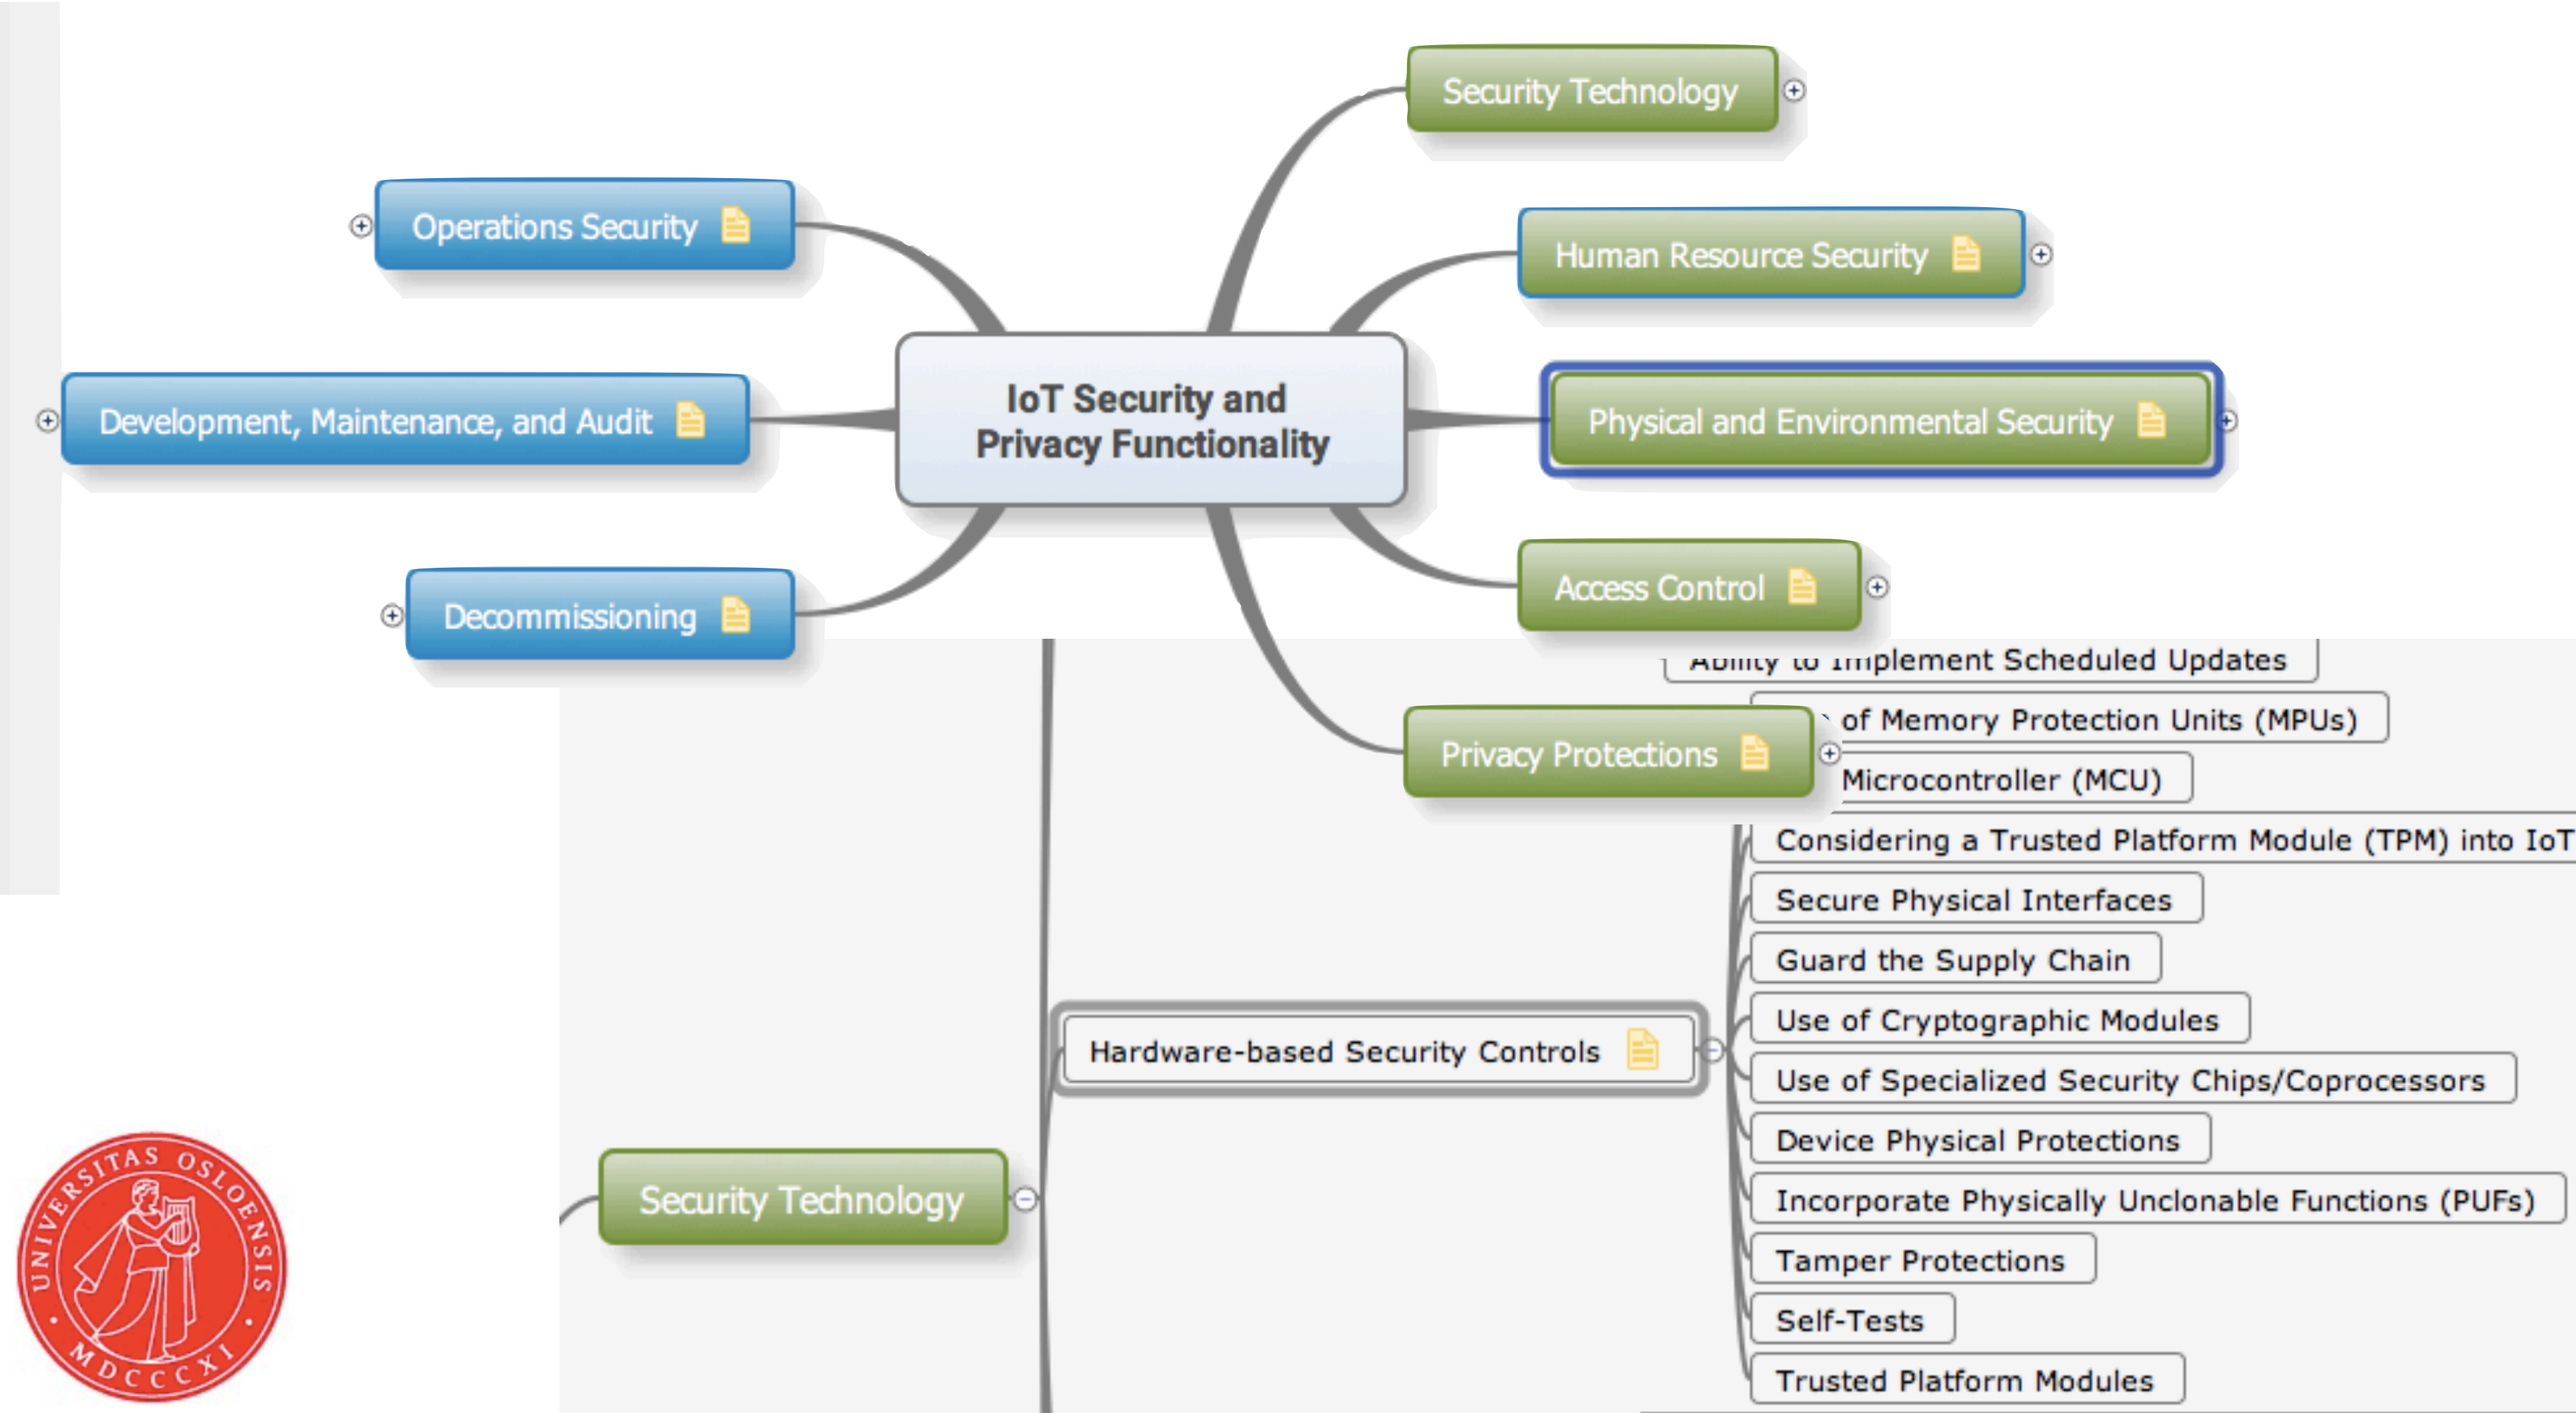 Security Technology
Operations Security
Human Resource Security
IoT Security and
Privacy Functionality
Development, Maintenance, and Audit
Physical and Environmental Security
Access Control
Decommissioning
Ability to Implement Scheduled Updates
of Memory Protection Units (MPUs)
Privacy Protections
Microcontroller (MCU)
Considering a Trusted Platform Module (TPM) into IoT
Secure Physical Interfaces
Guard the Supply Chain
Use of Cryptographic Modules
Hardware-based Security Controls
Use of Specialized Security Chips/Coprocessors
Device Physical Protections
Security Technology
Incorporate Physically Unclonable Functions (PUFs)
Tamper Protections
Self-Tests
Trusted Platform Modules
UNIVERSITAS OSLOENSIS
MDCCCXI